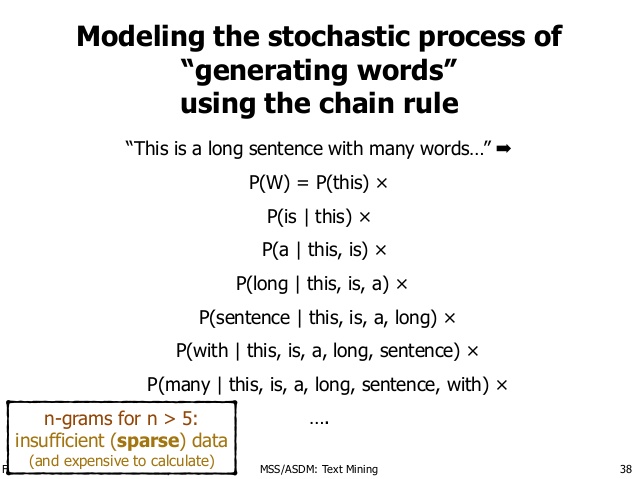 Modeling the stochastic process of
“generating words”
using the chain rule
“This is a long sentence with many words…” ➡
P(W) = P(this) ×
P(is | this) ×
P(a | this, is) ×
P(long | this, is, a) ×
P(sentence | this, is, a, long) ×
P(with | this, is, a, long, sentence) ×
P(many | this, is, a, long, sentence, with) ×
….
n-grams for n > 5:
insufficient (sparse) data
(and expensive to calculate)
MSS/ASDM: Text Mining
38